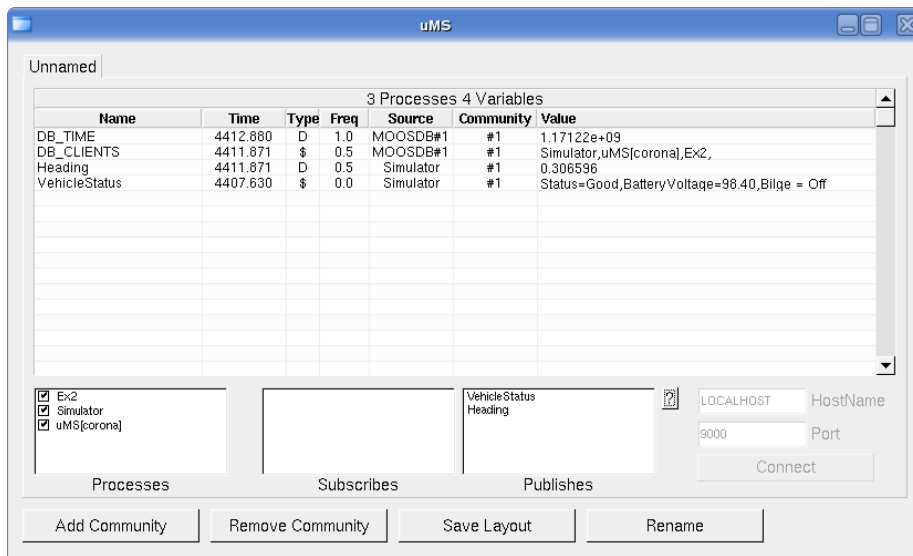 uMS
Unnamed
3 Processes 4 Variables
Name Time Type Freq Source Community Value
DB_TIME 4412.880 D 1.0 MOOSDB#1 #1 1.17122e+09
DB_CLIENTS 4411.871 $ 0.5 MOOSDB#1 #1 Simulator,uMS[corona],Ex2,
Heading 4411.871 D 0.5 Simulator #1 0.306596
VehicleStatus 4407.630 $ 0.0 Simulator #1 Status=Good,BatteryVoltage=98.40,Bilge = Off
Ex2
Simulator
uMS[corona]
Processes
Subscribes
VehicleStatus
Heading
Publishes
?
LOCALHOST HostName
9000 Port
Connect
Add Community Remove Community Save Layout Rename